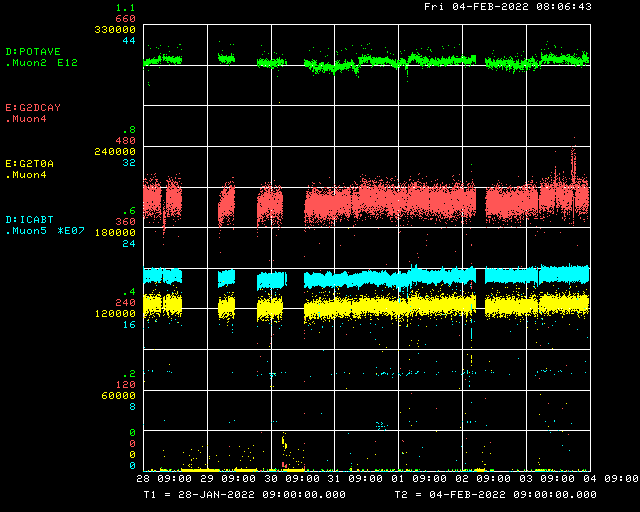 Fri 04-FEB-2022 08:06:43
1.1
660
330000
44
D:POTAVE
.Muon2 E12
E:G2DCAY
.Muon4
.8
480
240000
32
E:G2T0A
.Muon4
.6
360
180000
24
D:ICABT
.Muon5 *E07
.4
240
120000
16
.2
120
60000
8
0
0
0
0
28 09:00 29 09:00 30 09:00 31 09:00 01 09:00 02 09:00 03 09:00 04 09:00
T1 = 28-JAN-2022 09:00:00.000 T2 = 04-FEB-2022 09:00:00.000